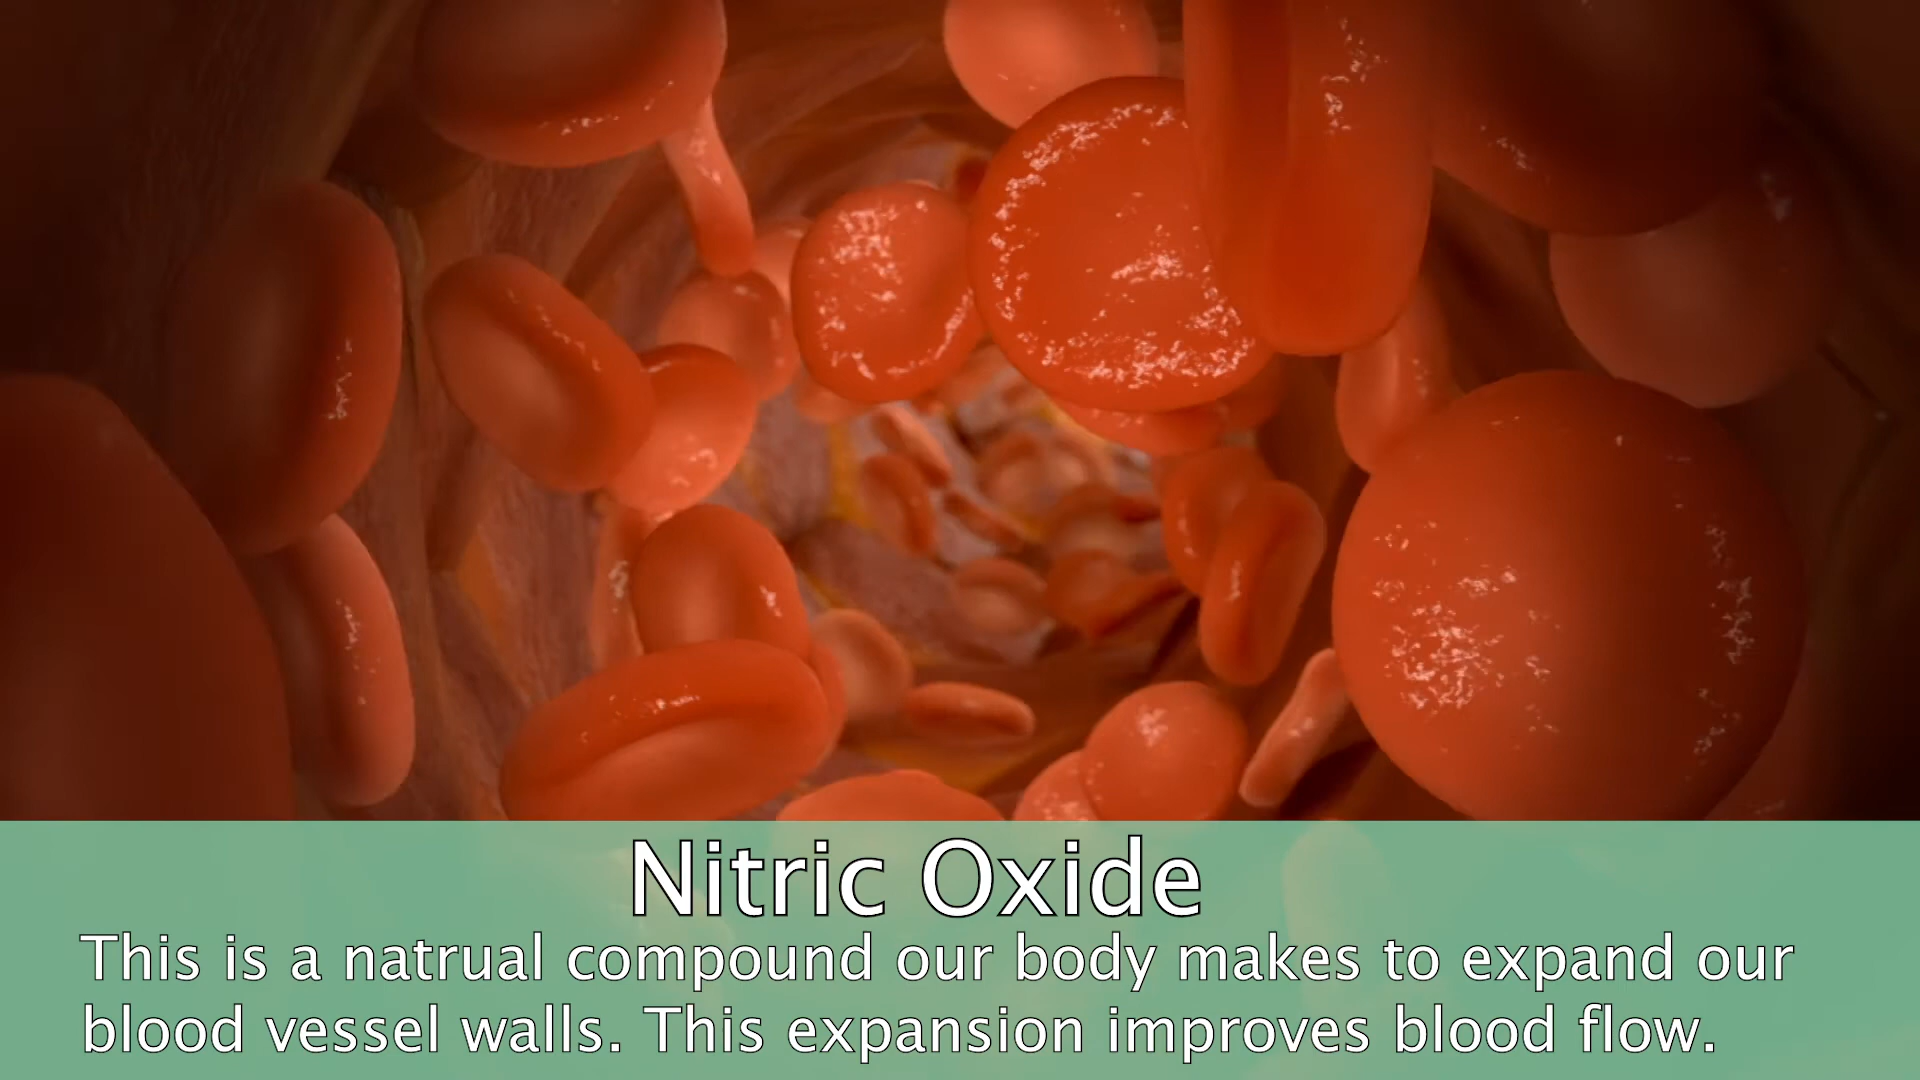 Nitric Oxide
This is a natrual compound our body makes to expand our
blood vessel walls. This expansion improves blood flow.